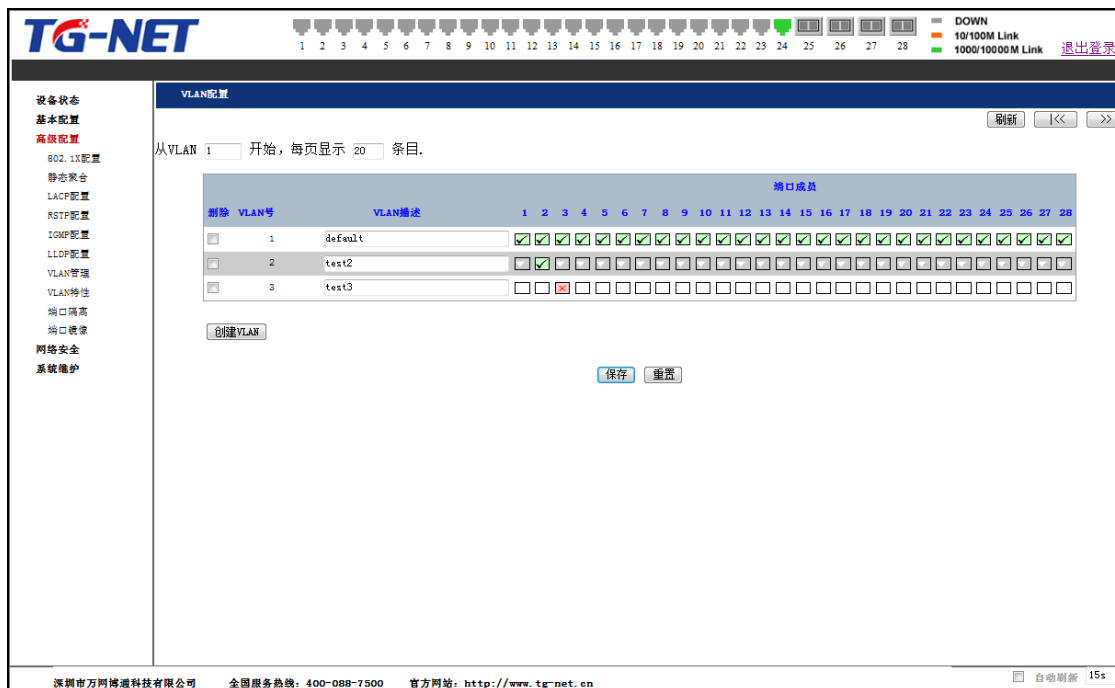 TG-NET
1 2 3 4 5 6 7 8 9 10 11 12 13 14 15 16 17 18 19 20 21 22 23 24 25 26 27 28
DOWN
10/100M Link
1000/10000M Link
退出登录
设备状态
基本配置
高级配置
802.1X配置
静态聚合
LACP配置
RSTP配置
IGMP配置
LLDP配置
VLAN管理
VLAN特性
端口隔离
端口镜像
网络安全
系统维护
VLAN配置
刷新 |<< >>
从VLAN 1 开始，每页显示 20 条目.
端口成员
删除 VLAN号 VLAN描述 1 2 3 4 5 6 7 8 9 10 11 12 13 14 15 16 17 18 19 20 21 22 23 24 25 26 27 28
1 default
2 test2
3 test3
创建VLAN
保存 重置
深圳市万网博通科技有限公司 全国服务热线：400-088-7500 官方网站：http://www.tg-net.cn
自动刷新 15s